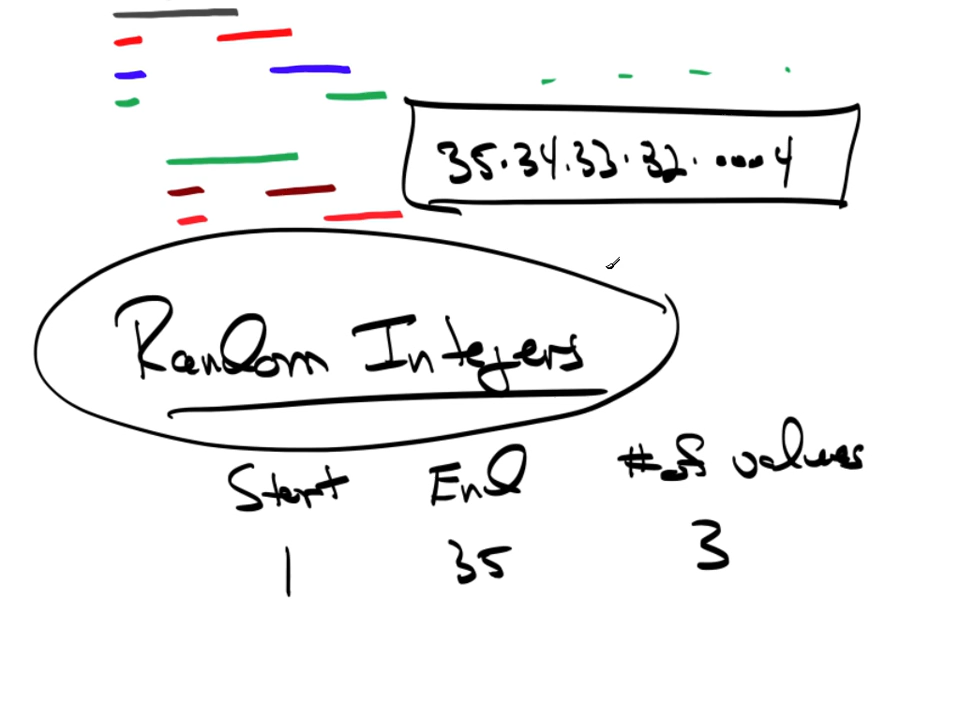 35·34·33·32·....4
Random Integers
Start End # of values
1 35 3